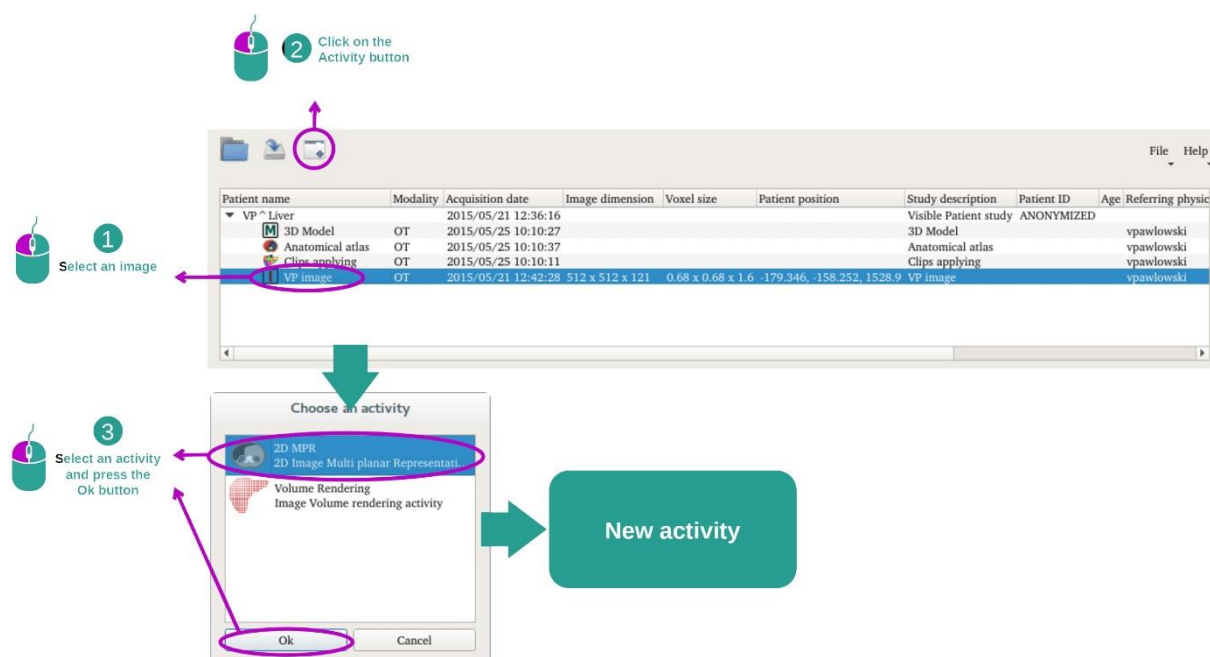 2
Click on the
Activity button
File Help
Patient name Modality Acquisition date Image dimension Voxel size Patient position Study description Patient ID Age Referring physic
VP^Liver 2015/05/21 12:36:16 Visible Patient study ANONYMIZED
M 3D Model OT 2015/05/25 10:10:27 3D Model vpawlowski
Anatomical atlas OT 2015/05/25 10:10:37 Anatomical atlas vpawlowski
Clips applying OT 2015/05/25 10:10:11 Clips applying vpawlowski
I VP image OT 2015/05/21 12:42:28 512 x 512 x 121 0.68 x 0.68 x 1.6 -179.346, -158.252, 1528.9 VP image vpawlowski
1
Select an image
Choose an activity
2D MPR
2D Image Multi planar Representati...
Volume Rendering
Image Volume rendering activity
Ok Cancel
3
Select an activity
and press the
Ok button
New activity